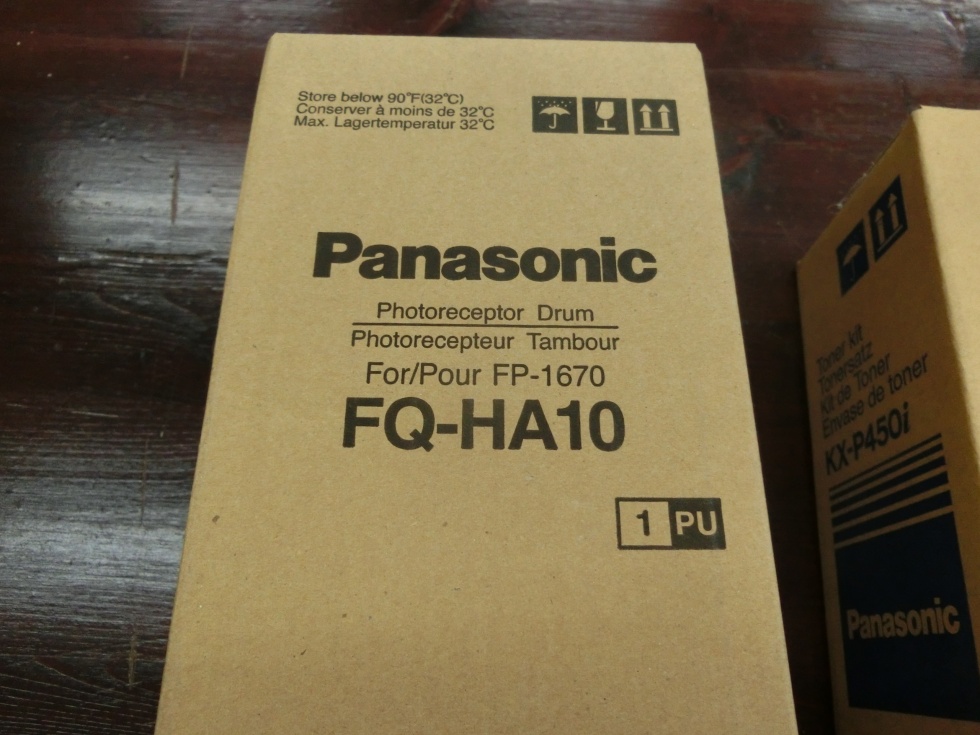 Store below 90°F(32°C)
Conserver à moins de 32°C
Max. Lagertemperatur 32°C
Panasonic
Photoreceptor Drum
Photorecepteur Tambour
For/Pour FP-1670
FQ-HA10
1 PU
Toner kit
Tonersatz
Kit de Toner
Envase de toner
KX-P450i
Panasonic